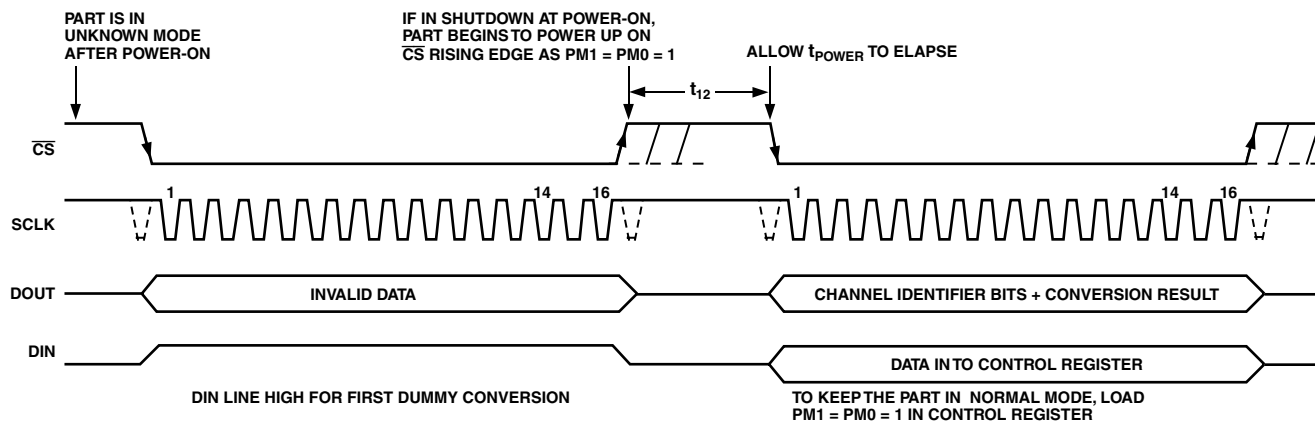 PART IS IN
UNKNOWN MODE
AFTER POWER-ON
IF IN SHUTDOWN AT POWER-ON,
PART BEGINS TO POWER UP ON
CS RISING EDGE AS PM1 = PM0 = 1
ALLOW tPOWER TO ELAPSE
t12
CS
1
14
16
1
14
16
SCLK
DOUT
INVALID DATA
CHANNEL IDENTIFIER BITS + CONVERSION RESULT
DIN
DATA IN TO CONTROL REGISTER
DIN LINE HIGH FOR FIRST DUMMY CONVERSION
TO KEEP THE PART IN NORMAL MODE, LOAD
PM1 = PM0 = 1 IN CONTROL REGISTER